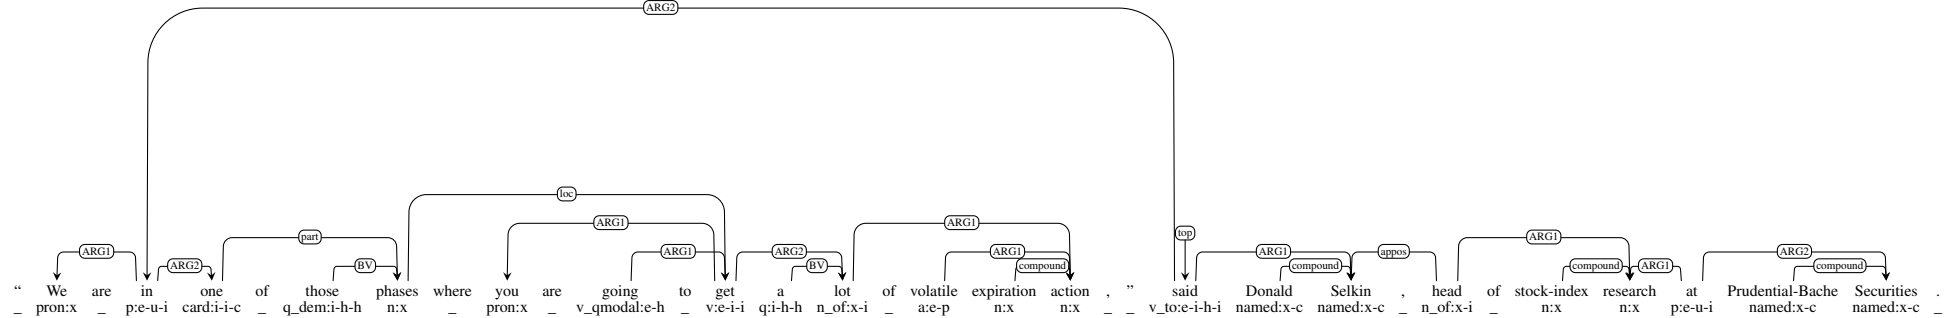 ARG2
loc
ARG1 ARG1
part top ARG1
ARG1 ARG1 ARG2 ARG1 ARG1 appos ARG2
ARG2 BV BV compound compound compound ARG1 compound
“ We are in one of those phases where you are going to get a lot of volatile expiration action , ” said Donald Selkin , head of stock-index research at Prudential-Bache Securities .
_ pron:x _ p:e-u-i card:i-i-c _ q_dem:i-h-h n:x _ pron:x _ v_qmodal:e-h _ v:e-i-i q:i-h-h n_of:x-i _ a:e-p n:x n:x _ _ v_to:e-i-h-i named:x-c named:x-c _ n_of:x-i _ n:x n:x p:e-u-i named:x-c named:x-c _